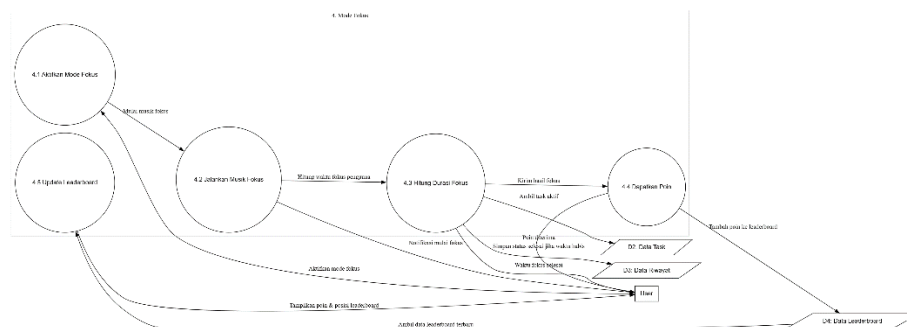 4. Mode Fokus
4.1 Aktifkan Mode Fokus
Mulai musik fokus
4.5 Update Leaderboard
4.2 Jalankan Musik Fokus
Hitung waktu fokus pengguna
4.3 Hitung Durasi Fokus
Kirim hasil fokus
4.4 Dapatkan Poin
Ambil task aktif
Tambah poin ke leaderboard
Poin diterima
Notifikasi mulai fokus
Simpan status selesai jika waktu habis
D2: Data Task
Waktu fokus selesai
D3: Data Riwayat
Aktifkan mode fokus
User
Tampilkan poin & posisi leaderboard
D4: Data Leaderboard
Ambil data leaderboard terbaru